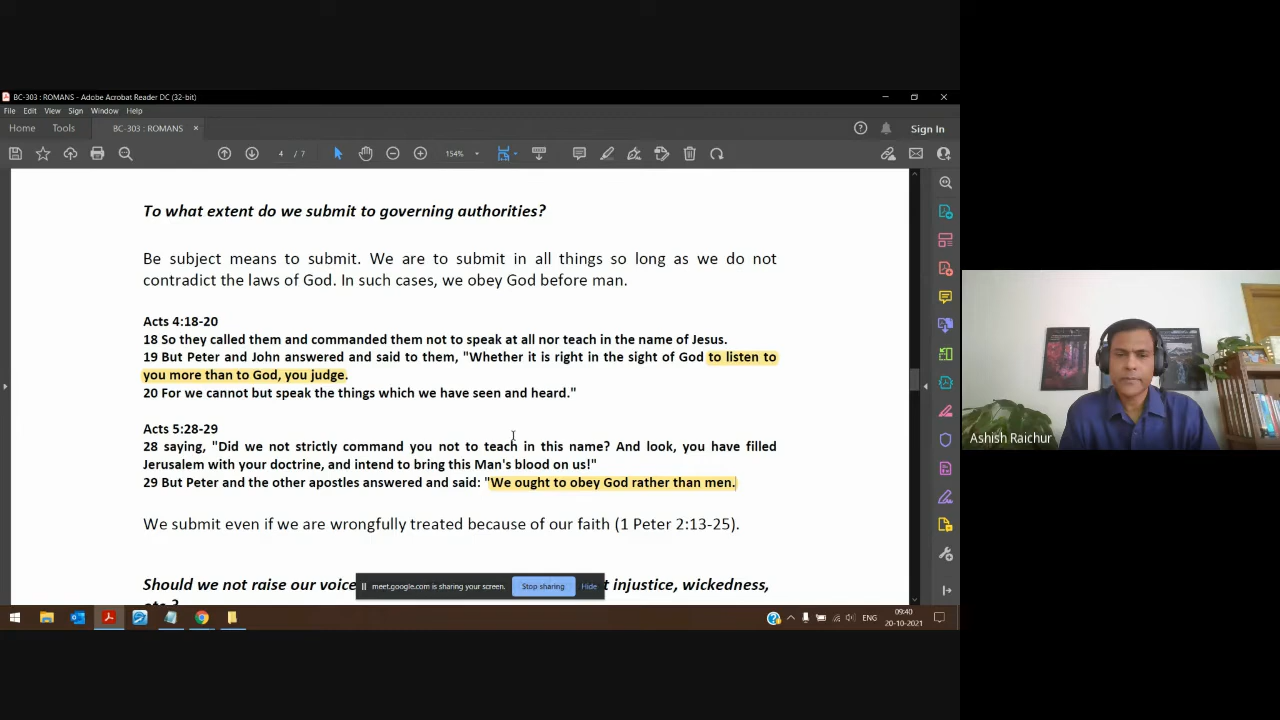 BC-303 : ROMANS - Adobe Acrobat Reader DC (32-bit)
File Edit View Sign Window Help
Home Tools BC-303 : ROMANS × Sign In
4 / 7 154%
To what extent do we submit to governing authorities?
Be subject means to submit. We are to submit in all things so long as we do not
contradict the laws of God. In such cases, we obey God before man.
Acts 4:18-20
18 So they called them and commanded them not to speak at all nor teach in the name of Jesus.
19 But Peter and John answered and said to them, "Whether it is right in the sight of God to listen to
you more than to God, you judge.
20 For we cannot but speak the things which we have seen and heard."
Acts 5:28-29
28 saying, "Did we not strictly command you not to teach in this name? And look, you have filled
Jerusalem with your doctrine, and intend to bring this Man's blood on us!"
29 But Peter and the other apostles answered and said: "We ought to obey God rather than men.
We submit even if we are wrongfully treated because of our faith (1 Peter 2:13-25).
Should we not raise our voice injustice, wickedness,
meet.google.com is sharing your screen. Stop sharing Hide
Ashish Raichur
ENG
09:40
20-10-2021